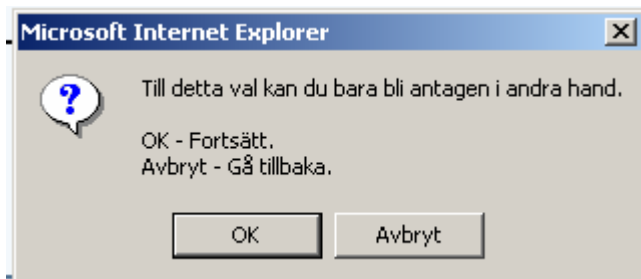 Microsoft Internet Explorer
Till detta val kan du bara bli antagen i andra hand.
OK - Fortsätt.
Avbryt - Gå tillbaka.
OK
Avbryt